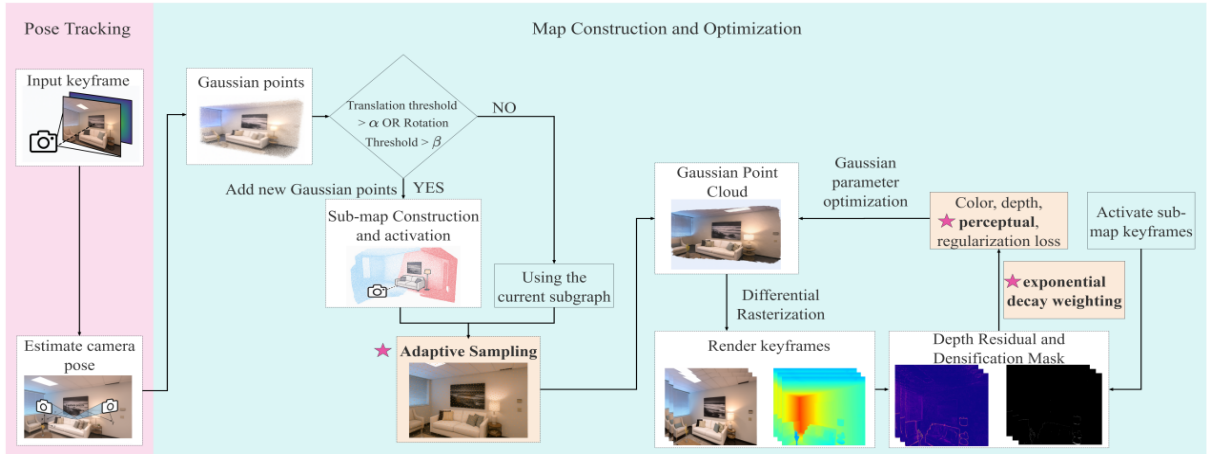 Pose Tracking
Map Construction and Optimization
Input keyframe
Estimate camera
pose
Gaussian points
Translation threshold
> α OR Rotation
Threshold > β
NO
YES
Add new Gaussian points
Sub-map Construction
and activation
Using the
current subgraph
Adaptive Sampling
Gaussian Point
Cloud
Gaussian
parameter
optimization
Color, depth,
perceptual,
regularization loss
Activate sub-
map keyframes
exponential
decay weighting
Differential
Rasterization
Render keyframes
Depth Residual and
Densification Mask